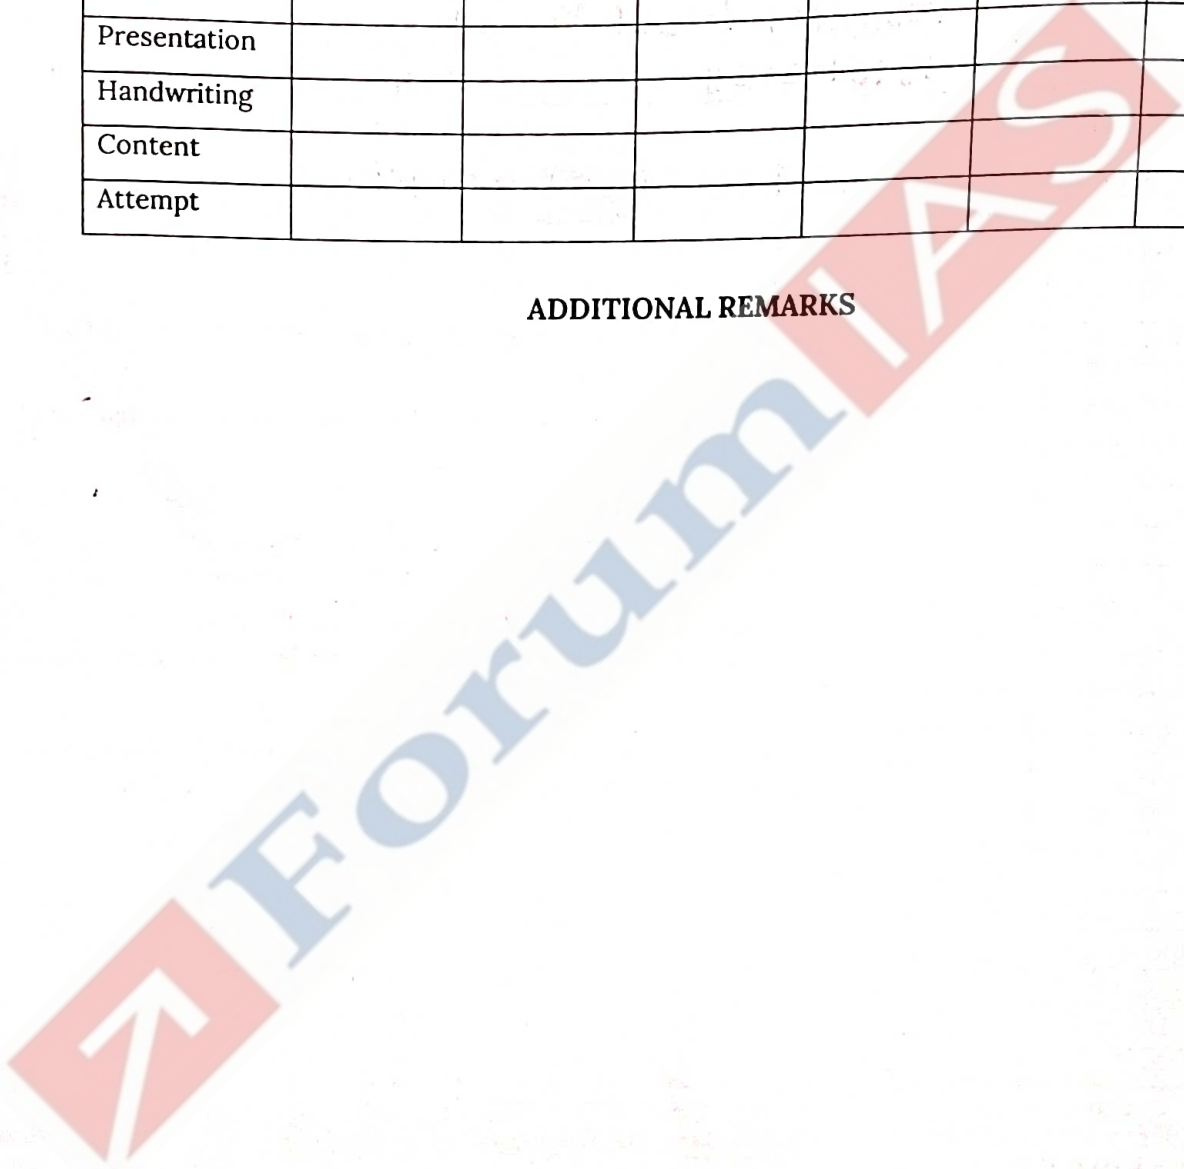 Presentation
Handwriting
Content
Attempt
ADDITIONAL REMARKS
ForumIAS